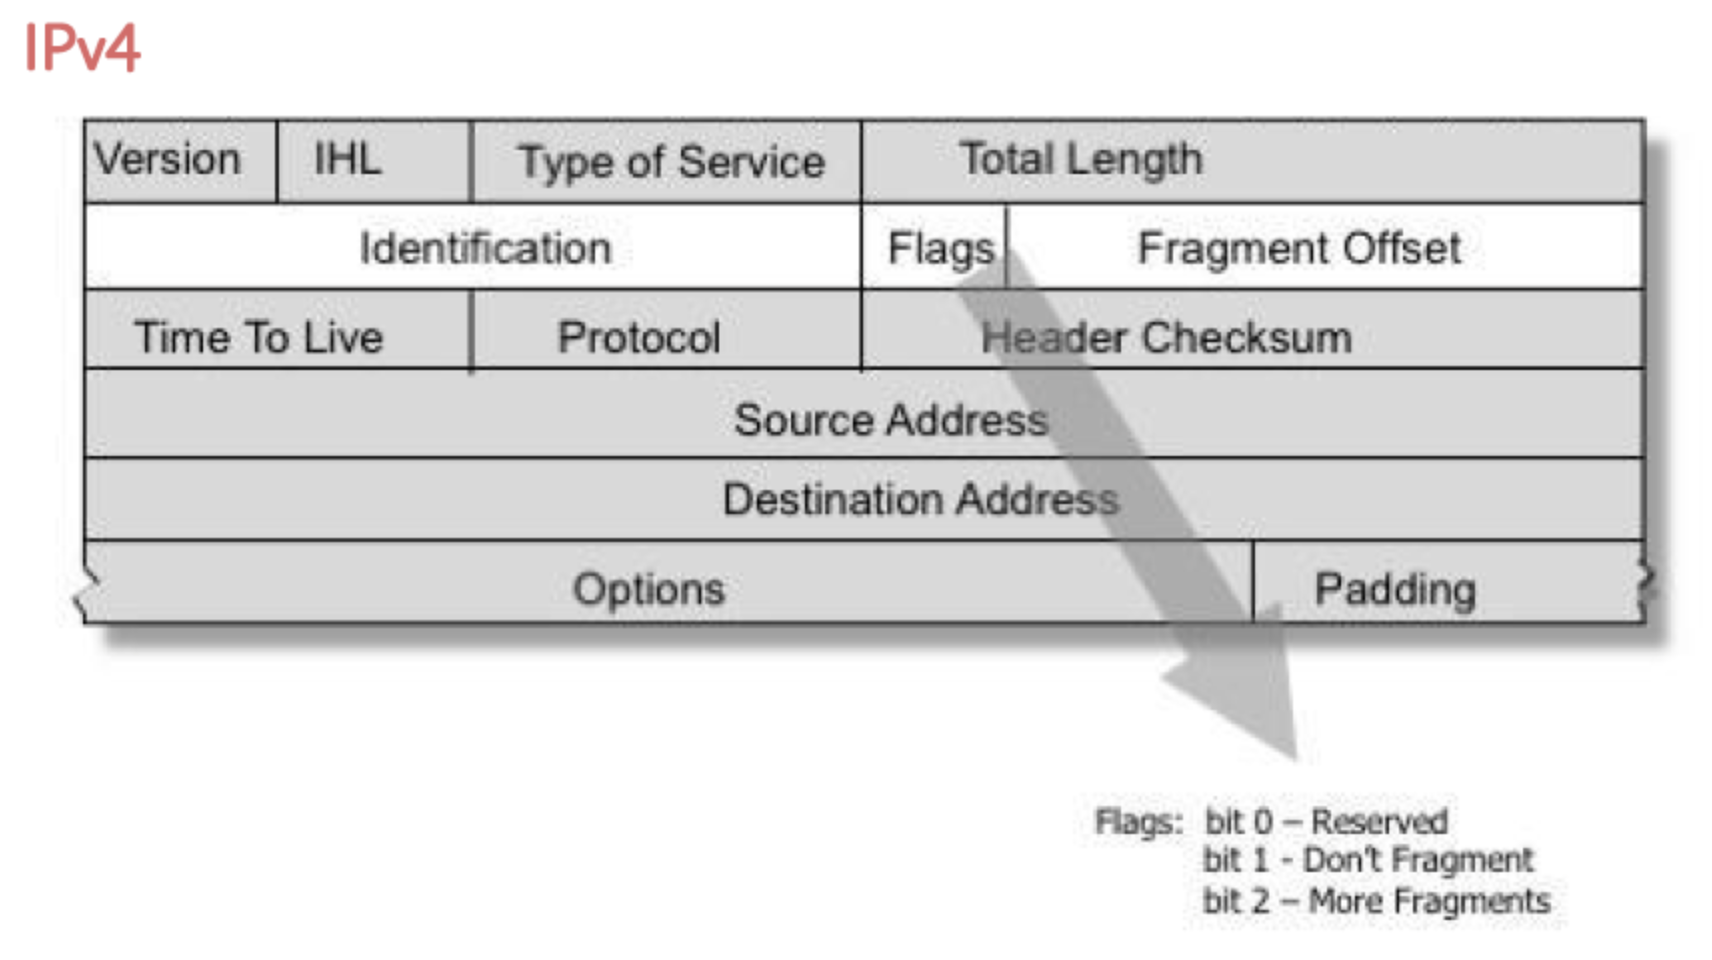 IPv4
Version IHL Type of Service Total Length
Identification Flags Fragment Offset
Time To Live Protocol Header Checksum
Source Address
Destination Address
Options Padding
Flags: bit 0 – Reserved
bit 1 - Don't Fragment
bit 2 – More Fragments